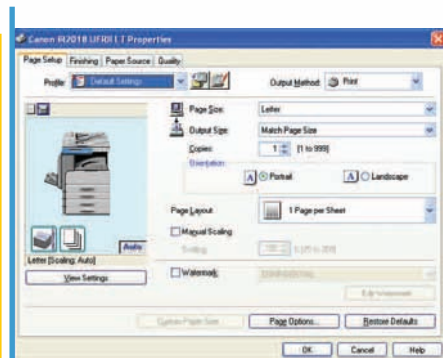 Canon iR2018 UFRII LT Properties
Page Setup Finishing Paper Source Quality
Profile: Default Settings Output Method: Print
Page Size: Letter
Output Size: Match Page Size
Copies: 1 [1 to 999]
Orientation
A Portrait A Landscape
Page Layout: 1 Page per Sheet
Manual Scaling
Auto
Scaling:
Letter [Scaling: Auto]
View Settings
Watermark: CONFIDENTIAL
Edit Watermark
Custom Paper Size Page Options... Restore Defaults
OK Cancel Help